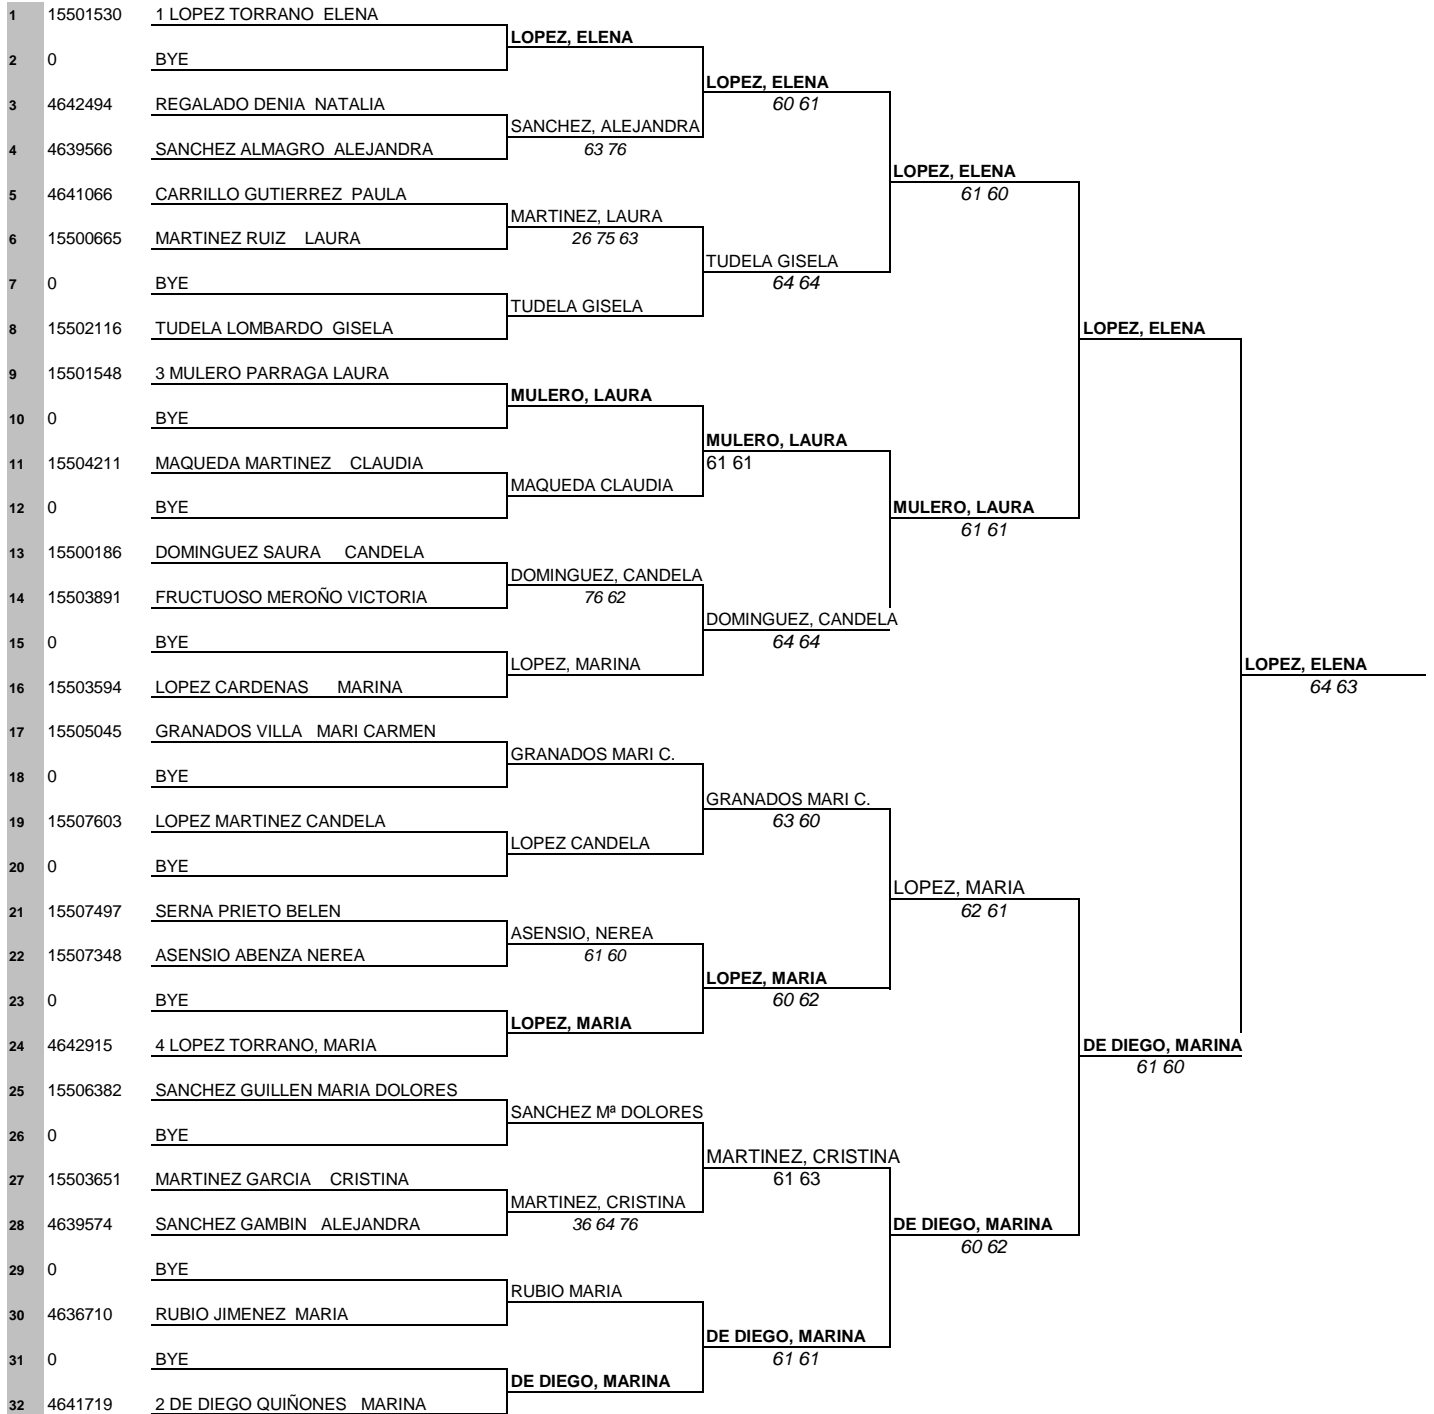 1 15501530 1 LOPEZ TORRANO ELENA
LOPEZ, ELENA
2 0 BYE
LOPEZ, ELENA
3 4642494 REGALADO DENIA NATALIA
60 61
SANCHEZ, ALEJANDRA
4 4639566 SANCHEZ ALMAGRO ALEJANDRA
63 76
LOPEZ, ELENA
5 4641066 CARRILLO GUTIERREZ PAULA
61 60
MARTINEZ, LAURA
6 15500665 MARTINEZ RUIZ LAURA
26 75 63
TUDELA GISELA
7 0 BYE
64 64
TUDELA GISELA
8 15502116 TUDELA LOMBARDO GISELA
LOPEZ, ELENA
9 15501548 3 MULERO PARRAGA LAURA
MULERO, LAURA
10 0 BYE
MULERO, LAURA
11 15504211 MAQUEDA MARTINEZ CLAUDIA
61 61
MAQUEDA CLAUDIA
12 0 BYE
MULERO, LAURA
61 61
13 15500186 DOMINGUEZ SAURA CANDELA
DOMINGUEZ, CANDELA
14 15503891 FRUCTUOSO MEROÑO VICTORIA
76 62
DOMINGUEZ, CANDELA
15 0 BYE
64 64
LOPEZ, MARINA
LOPEZ, ELENA
16 15503594 LOPEZ CARDENAS MARINA
64 63
17 15505045 GRANADOS VILLA MARI CARMEN
GRANADOS MARI C.
18 0 BYE
GRANADOS MARI C.
19 15507603 LOPEZ MARTINEZ CANDELA
63 60
LOPEZ CANDELA
20 0 BYE
LOPEZ, MARIA
21 15507497 SERNA PRIETO BELEN
62 61
ASENSIO, NEREA
22 15507348 ASENSIO ABENZA NEREA
61 60
LOPEZ, MARIA
23 0 BYE
60 62
LOPEZ, MARIA
24 4642915 4 LOPEZ TORRANO, MARIA
DE DIEGO, MARINA
61 60
25 15506382 SANCHEZ GUILLEN MARIA DOLORES
SANCHEZ Mª DOLORES
26 0 BYE
MARTINEZ, CRISTINA
27 15503651 MARTINEZ GARCIA CRISTINA
61 63
MARTINEZ, CRISTINA
28 4639574 SANCHEZ GAMBIN ALEJANDRA
36 64 76
DE DIEGO, MARINA
60 62
29 0 BYE
RUBIO MARIA
30 4636710 RUBIO JIMENEZ MARIA
DE DIEGO, MARINA
31 0 BYE
61 61
DE DIEGO, MARINA
32 4641719 2 DE DIEGO QUIÑONES MARINA